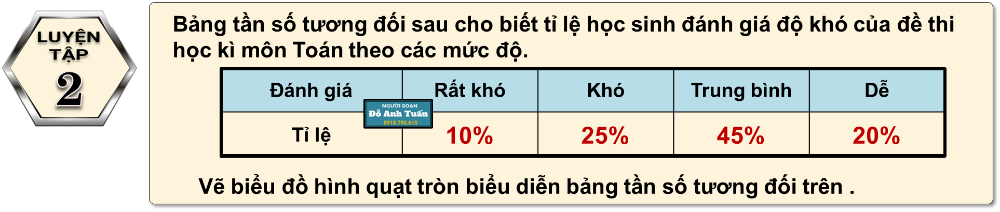 LUYỆN
TẬP
2
Bảng tần số tương đối sau cho biết tỉ lệ học sinh đánh giá độ khó của đề thi
học kì môn Toán theo các mức độ.
Đánh giá Rất khó Khó Trung bình Dễ
NGƯỜI SOẠN
Đỗ Anh Tuấn
0918.790.615
Tỉ lệ 10% 25% 45% 20%
Vẽ biểu đồ hình quạt tròn biểu diễn bảng tần số tương đối trên .